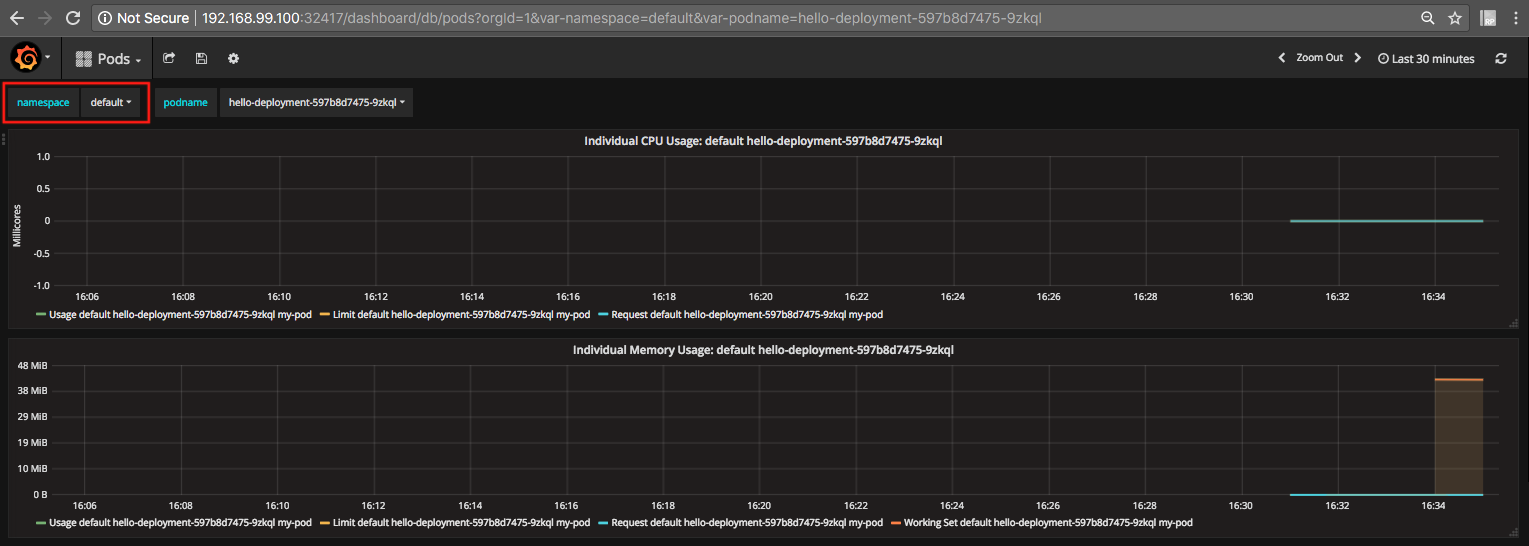 Not Secure 192.168.99.100:32417/dashboard/db/pods?orgId=1&var-namespace=default&var-podname=hello-deployment-597b8d7475-9zkql
RP
Pods
Zoom Out
Last 30 minutes
namespace default podname hello-deployment-597b8d7475-9zkql
Individual CPU Usage: default hello-deployment-597b8d7475-9zkql
Millicores
1.0
0.5
0
-0.5
-1.0
16:06 16:08 16:10 16:12 16:14 16:16 16:18 16:20 16:22 16:24 16:26 16:28 16:30 16:32 16:34
Usage default hello-deployment-597b8d7475-9zkql my-pod Limit default hello-deployment-597b8d7475-9zkql my-pod Request default hello-deployment-597b8d7475-9zkql my-pod
Individual Memory Usage: default hello-deployment-597b8d7475-9zkql
48 MiB
38 MiB
29 MiB
19 MiB
10 MiB
0 B
16:06 16:08 16:10 16:12 16:14 16:16 16:18 16:20 16:22 16:24 16:26 16:28 16:30 16:32 16:34
Usage default hello-deployment-597b8d7475-9zkql my-pod Limit default hello-deployment-597b8d7475-9zkql my-pod Request default hello-deployment-597b8d7475-9zkql my-pod Working Set default hello-deployment-597b8d7475-9zkql my-pod